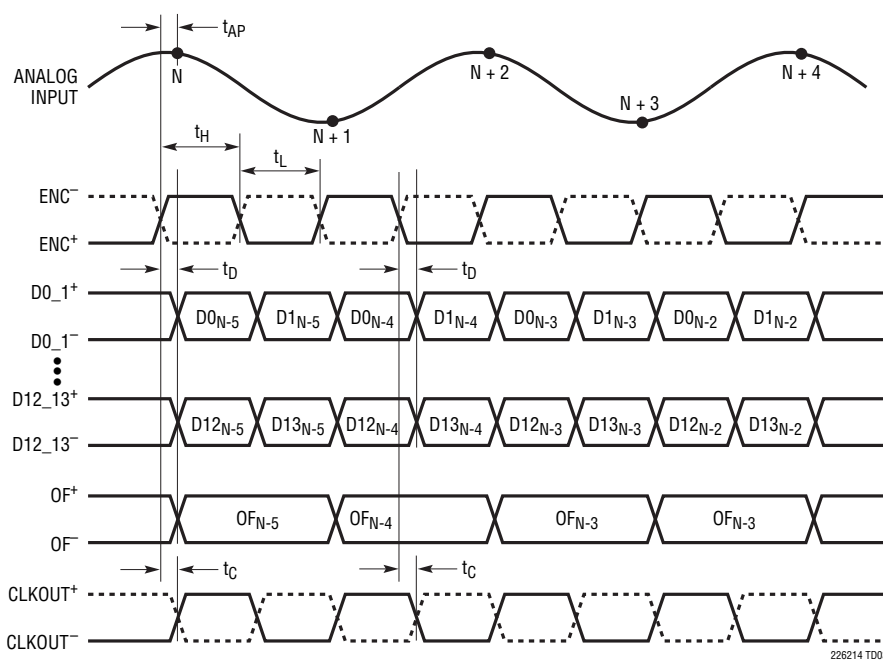 tAP
ANALOG
INPUT
N
N + 1
N + 2
N + 3
N + 4
tH
tL
ENC–
ENC+
tD
tD
D0_1+
D0N-5
D1N-5
D0N-4
D1N-4
D0N-3
D1N-3
D0N-2
D1N-2
D0_1–
D12_13+
D12N-5
D13N-5
D12N-4
D13N-4
D12N-3
D13N-3
D12N-2
D13N-2
D12_13–
OF+
OFN-5
OFN-4
OFN-3
OFN-3
OF–
tC
tC
CLKOUT+
CLKOUT–